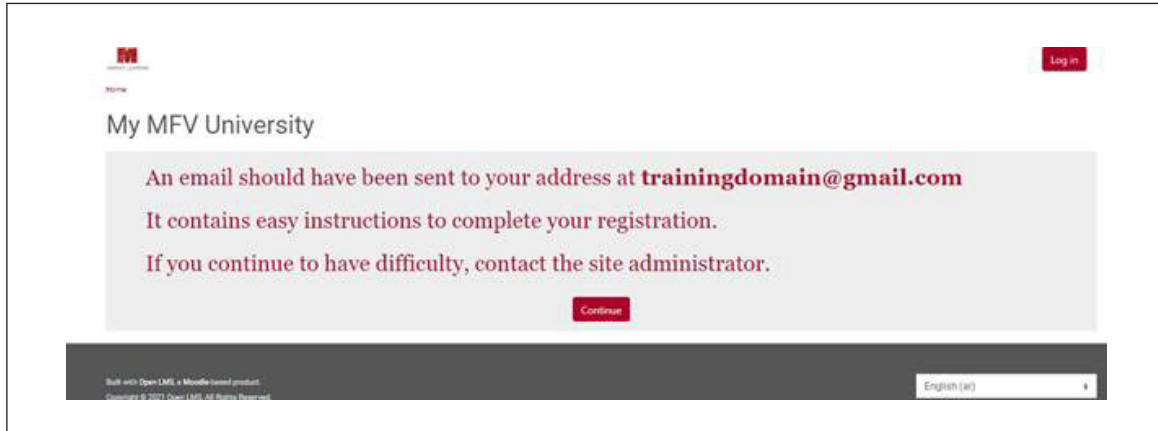 M
Log in
Home
My MFV University
An email should have been sent to your address at trainingdomain@gmail.com
It contains easy instructions to complete your registration.
If you continue to have difficulty, contact the site administrator.
Continue
Built with Open LMS, a Moodle-based product.
Copyright © 2021 Open LMS, All Rights Reserved.
English (ar)